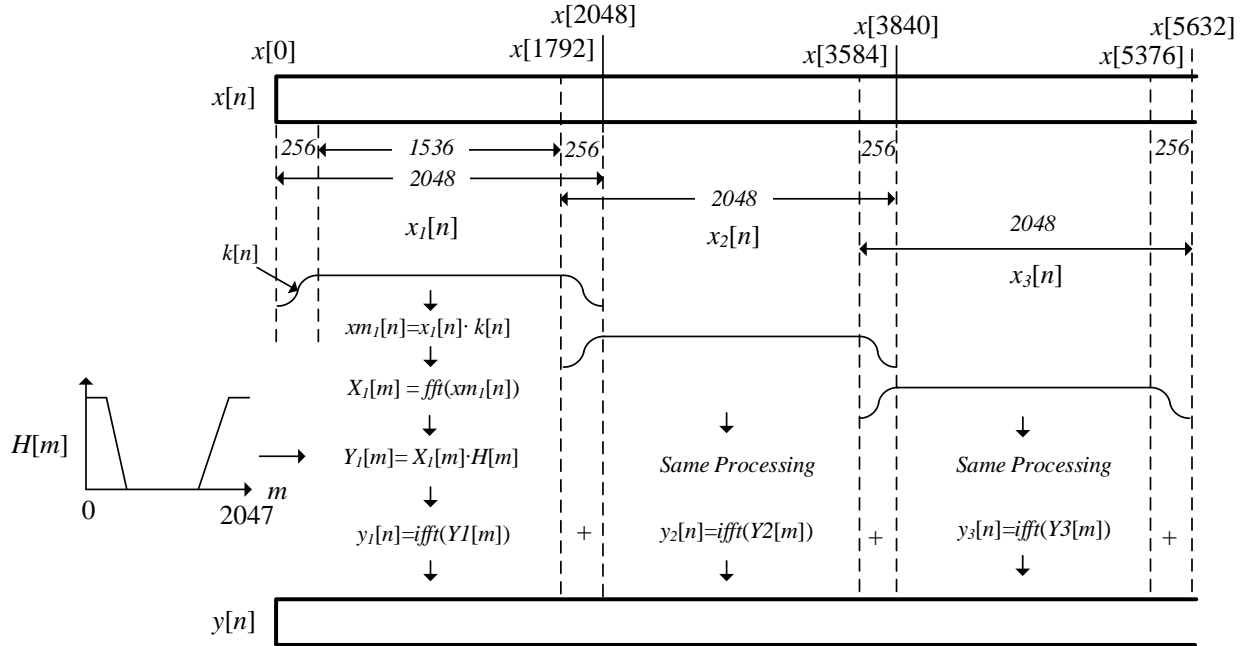 x[2048]
x[3840]
x[5632]
x[0]
x[1792]
x[3584]
x[5376]
x[n]
256
1536
256
256
256
2048
2048
2048
x1[n]
x2[n]
x3[n]
k[n]
xm1[n]=x1[n]· k[n]
X1[m] = fft(xm1[n])
H[m]
Y1[m]= X1[m]·H[m]
Same Processing
Same Processing
m
0
2047
y1[n]=ifft(Y1[m])
+
y2[n]=ifft(Y2[m])
+
y3[n]=ifft(Y3[m])
+
y[n]